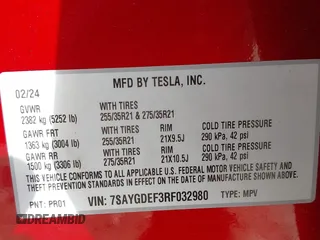 MFD BY TESLA, INC.
02/24
GVWR
2382 kg (5252 lb)
WITH TIRES
255/35R21 & 275/35R21
GAWR FRT
1363 kg (3004 lb)
WITH TIRES
255/35R21
RIM
21X9.5J
COLD TIRE PRESSURE
290 kPa, 42 psi
GAWR RR
1500 kg (3306 lb)
WITH TIRES
275/35R21
RIM
21X10.5J
COLD TIRE PRESSURE
290 kPa, 42 psi
THIS VEHICLE CONFORMS TO ALL APPLICABLE U.S. FEDERAL MOTOR VEHICLE SAFETY
AND THEFT PREVENTION STANDARDS IN EFFECT ON THE DATE OF MANUFACTURE
SHOWN ABOVE.
PNT: PR01
VIN: 7SAYGDEF3RF032980
TYPE: MPV
DREAMBID